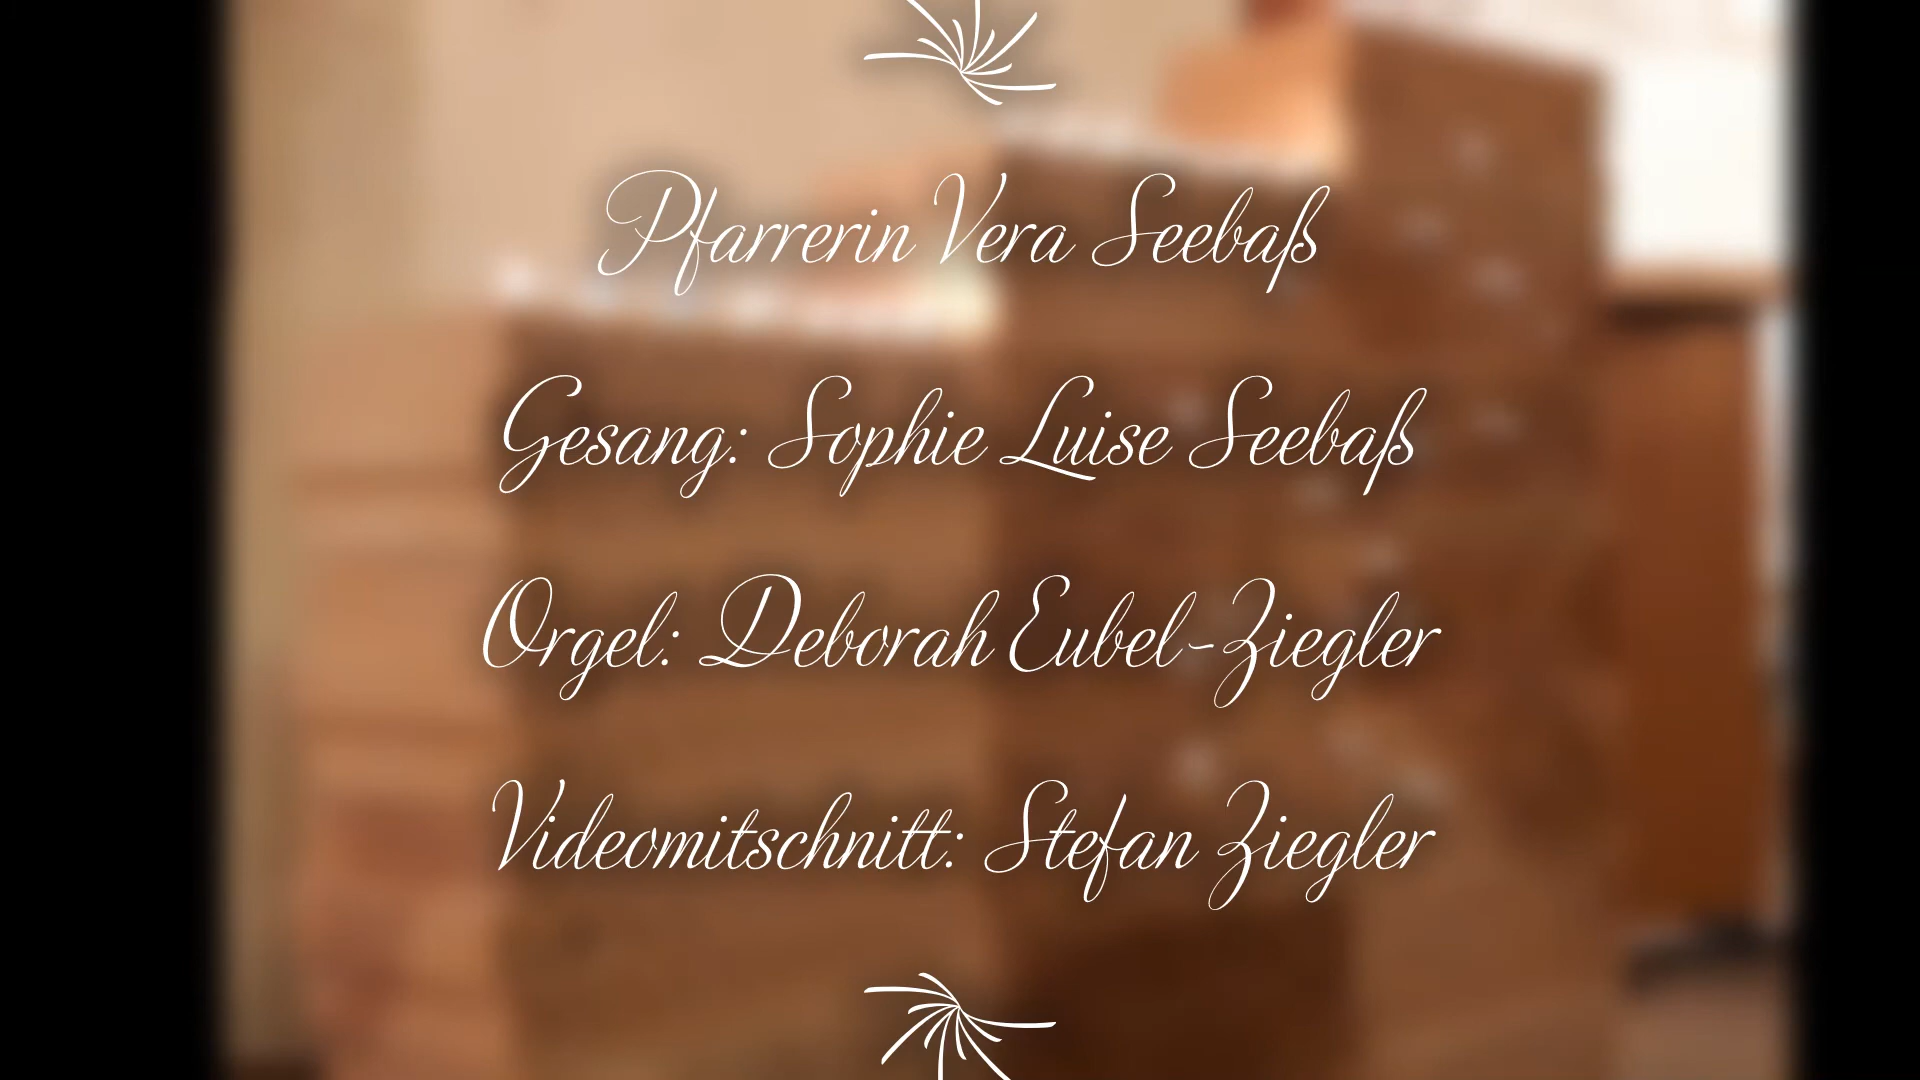 Pfarrerin Vera Seebaß
Gesang: Sophie Luise Seebaß
Orgel: Deborah Eubel-Ziegler
Videomitschnitt: Stefan Ziegler